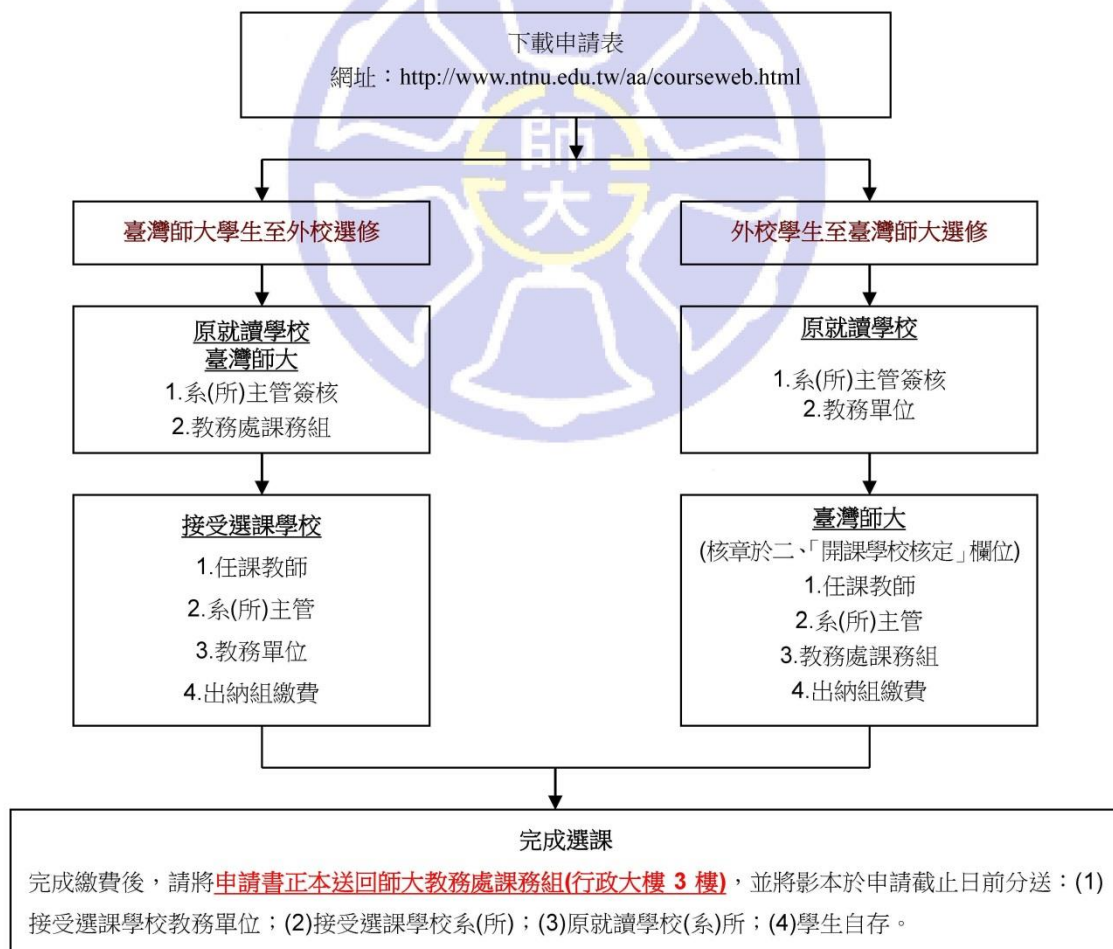 下載申請表
網址：http://www.ntnu.edu.tw/aa/courseweb.html
師
大
臺灣師大學生至外校選修
外校學生至臺灣師大選修
原就讀學校
臺灣師大
1.系(所)主管簽核
2.教務處課務組
原就讀學校
1.系(所)主管簽核
2.教務單位
接受選課學校
1.任課教師
2.系(所)主管
3.教務單位
4.出納組繳費
臺灣師大
(核章於二、「開課學校核定」欄位)
1.任課教師
2.系(所)主管
3.教務處課務組
4.出納組繳費
完成選課
完成繳費後，請將申請書正本送回師大教務處課務組(行政大樓 3 樓)，並將影本於申請截止日前分送：(1)
接受選課學校教務單位；(2)接受選課學校系(所)；(3)原就讀學校(系)所；(4)學生自存。